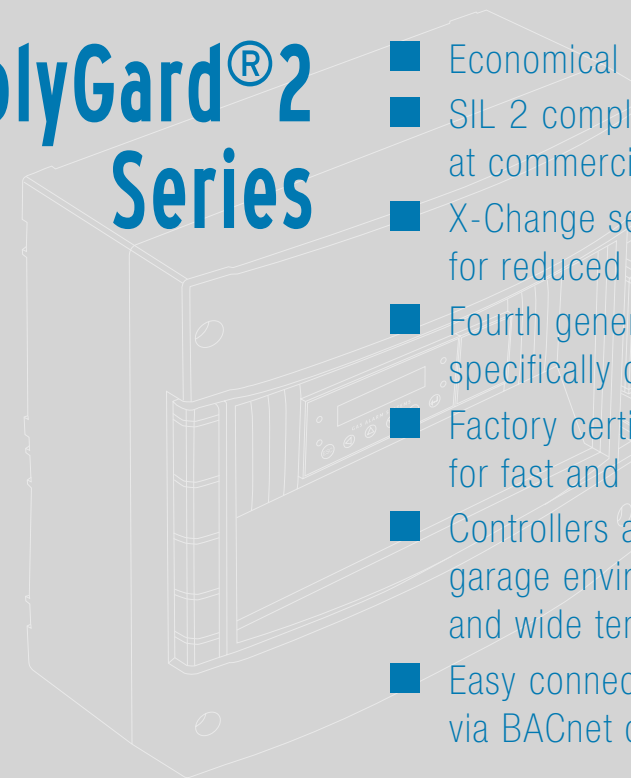 olyGard®2
Series
Economical
SIL 2 compl
at commerci
X-Change se
for reduced
Fourth gener
specifically
Factory certi
for fast and
Controllers a
garage envir
and wide ter
Easy connec
via BACnet